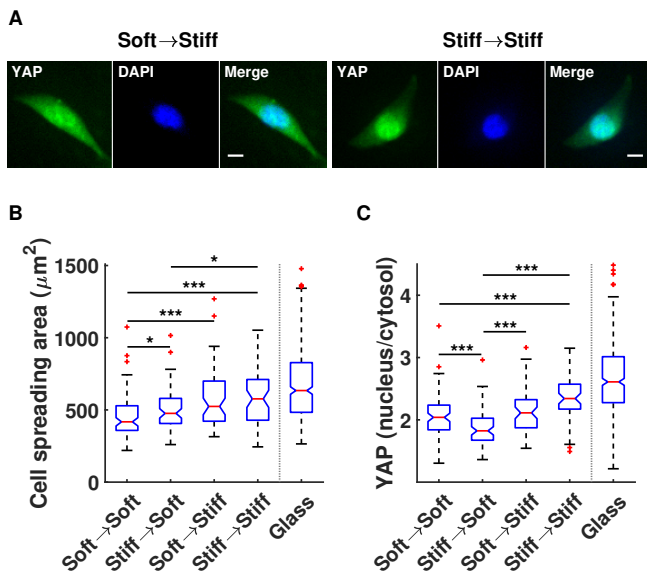 A
Soft→Stiff
Stiff→Stiff
YAP
DAPI
Merge
YAP
DAPI
Merge
B
C
Cell spreading area (μm²)
1500
1000
500
0
*
***
***
*
Soft→Soft
Stiff→Soft
Soft→Stiff
Stiff→Stiff
Glass
YAP (nucleus/cytosol)
4
3
2
***
***
***
***
Soft→Soft
Stiff→Soft
Soft→Stiff
Stiff→Stiff
Glass